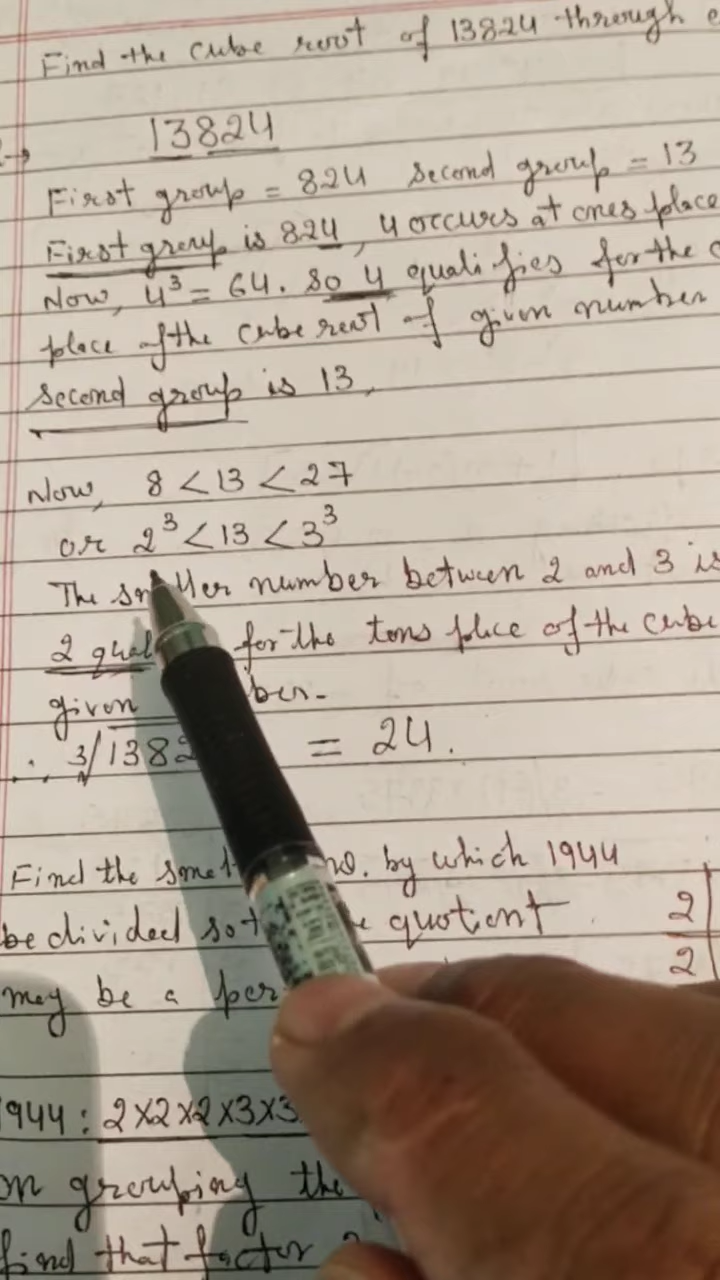 Find the cube root of 13824 through
13824
First group = 824 second group = 13
First group is 824, 4 occurs at ones place
Now, 4³ = 64. So 4 qualifies for the
place of the cube root of given number
second group is 13,
Now, 8 < 13 < 27
or 2³ < 13 < 3³
The smaller number between 2 and 3 is
2 for the tens place of the cube
given
∴ 3√1382 = 24.
Find the no. by which 1944
be divided quotient 2
may be a 2
1944 : 2×2×2×3×3
on grouping the
find that factor